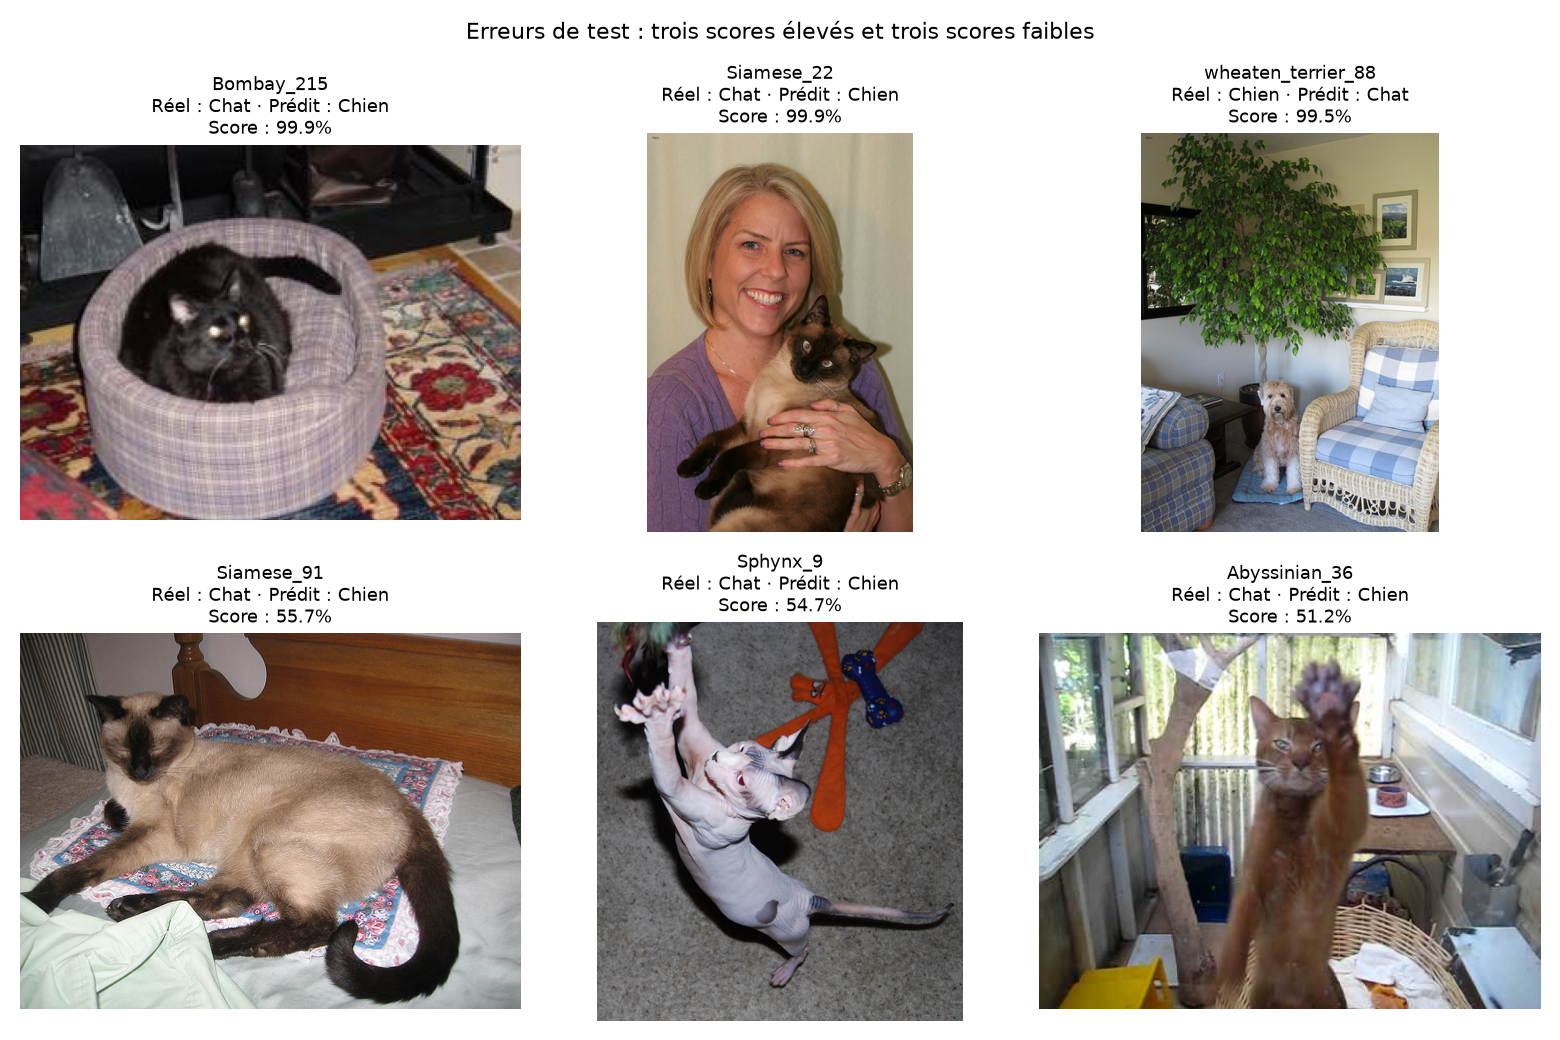 Erreurs de test : trois scores élevés et trois scores faibles
Bombay_215
Réel : Chat · Prédit : Chien
Score : 99.9%
Siamese_22
Réel : Chat · Prédit : Chien
Score : 99.9%
wheaten_terrier_88
Réel : Chien · Prédit : Chat
Score : 99.5%
Siamese_91
Réel : Chat · Prédit : Chien
Score : 55.7%
Sphynx_9
Réel : Chat · Prédit : Chien
Score : 54.7%
Abyssinian_36
Réel : Chat · Prédit : Chien
Score : 51.2%